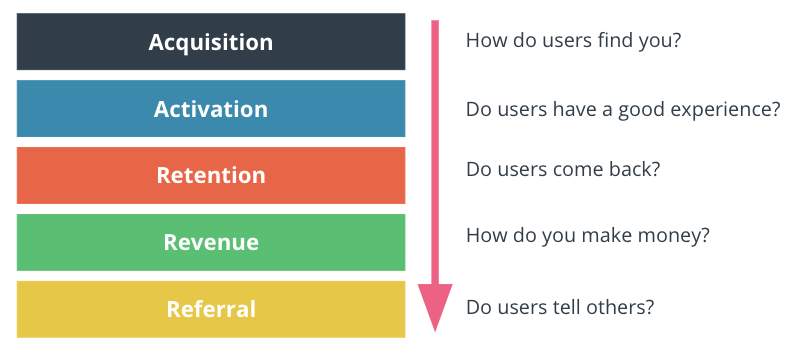 Acquisition
How do users find you?
Activation
Do users have a good experience?
Retention
Do users come back?
Revenue
How do you make money?
Referral
Do users tell others?